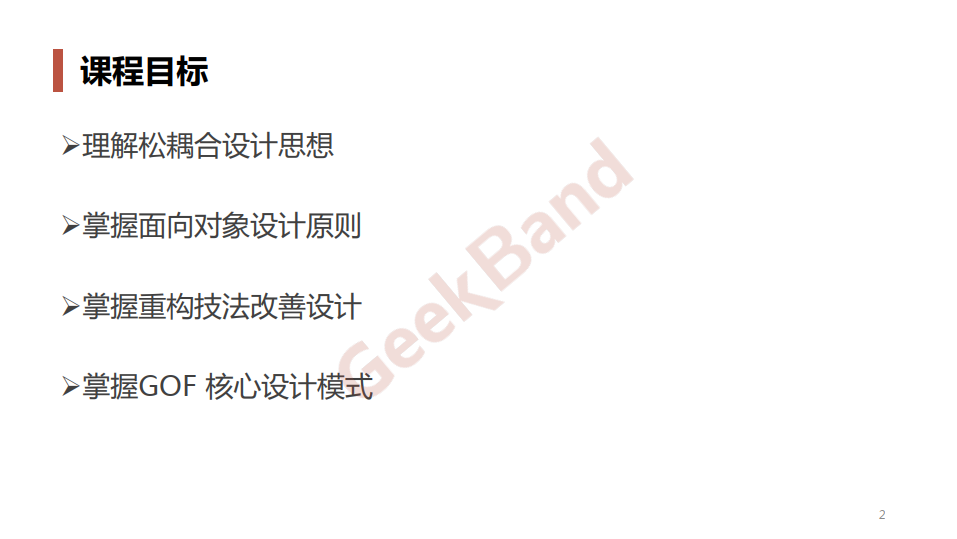 课程目标
➢理解松耦合设计思想
➢掌握面向对象设计原则
➢掌握重构技法改善设计
➢掌握GOF 核心设计模式
GeekBand
2